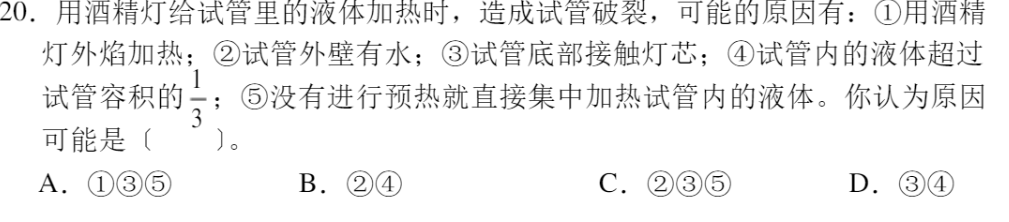 20．用酒精灯给试管里的液体加热时，造成试管破裂，可能的原因有：①用酒精
灯外焰加热；②试管外壁有水；③试管底部接触灯芯；④试管内的液体超过
试管容积的1/3；⑤没有进行预热就直接集中加热试管内的液体。你认为原因
可能是〔　　〕。
A．①③⑤　　B．②④　　C．②③⑤　　D．③④